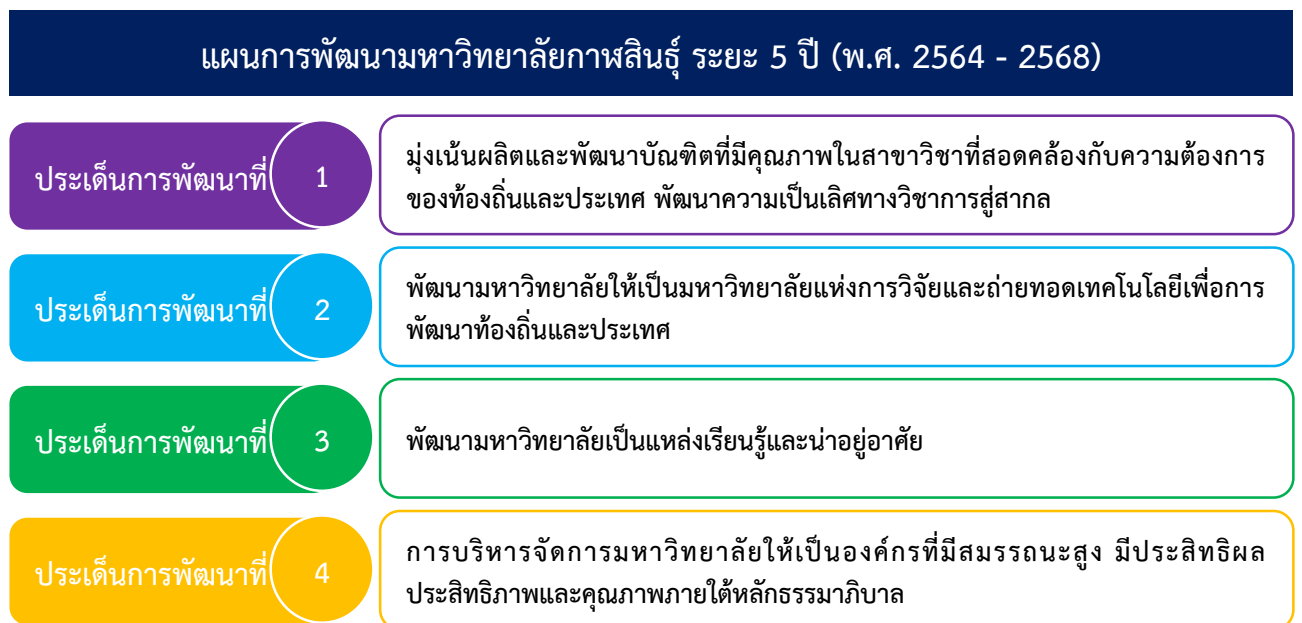 แผนการพัฒนามหาวิทยาลัยกาฬสินธุ์ ระยะ 5 ปี (พ.ศ. 2564 - 2568)
ประเด็นการพัฒนาที่ 1
มุ่งเน้นผลิตและพัฒนาบัณฑิตที่มีคุณภาพในสาขาวิชาที่สอดคล้องกับความต้องการ
ของท้องถิ่นและประเทศ พัฒนาความเป็นเลิศทางวิชาการสู่สากล
ประเด็นการพัฒนาที่ 2
พัฒนามหาวิทยาลัยให้เป็นมหาวิทยาลัยแห่งการวิจัยและถ่ายทอดเทคโนโลยีเพื่อการ
พัฒนาท้องถิ่นและประเทศ
ประเด็นการพัฒนาที่ 3
พัฒนามหาวิทยาลัยเป็นแหล่งเรียนรู้และน่าอยู่อาศัย
ประเด็นการพัฒนาที่ 4
การบริหารจัดการมหาวิทยาลัยให้เป็นองค์กรที่มีสมรรถนะสูง มีประสิทธิผล
ประสิทธิภาพและคุณภาพภายใต้หลักธรรมาภิบาล